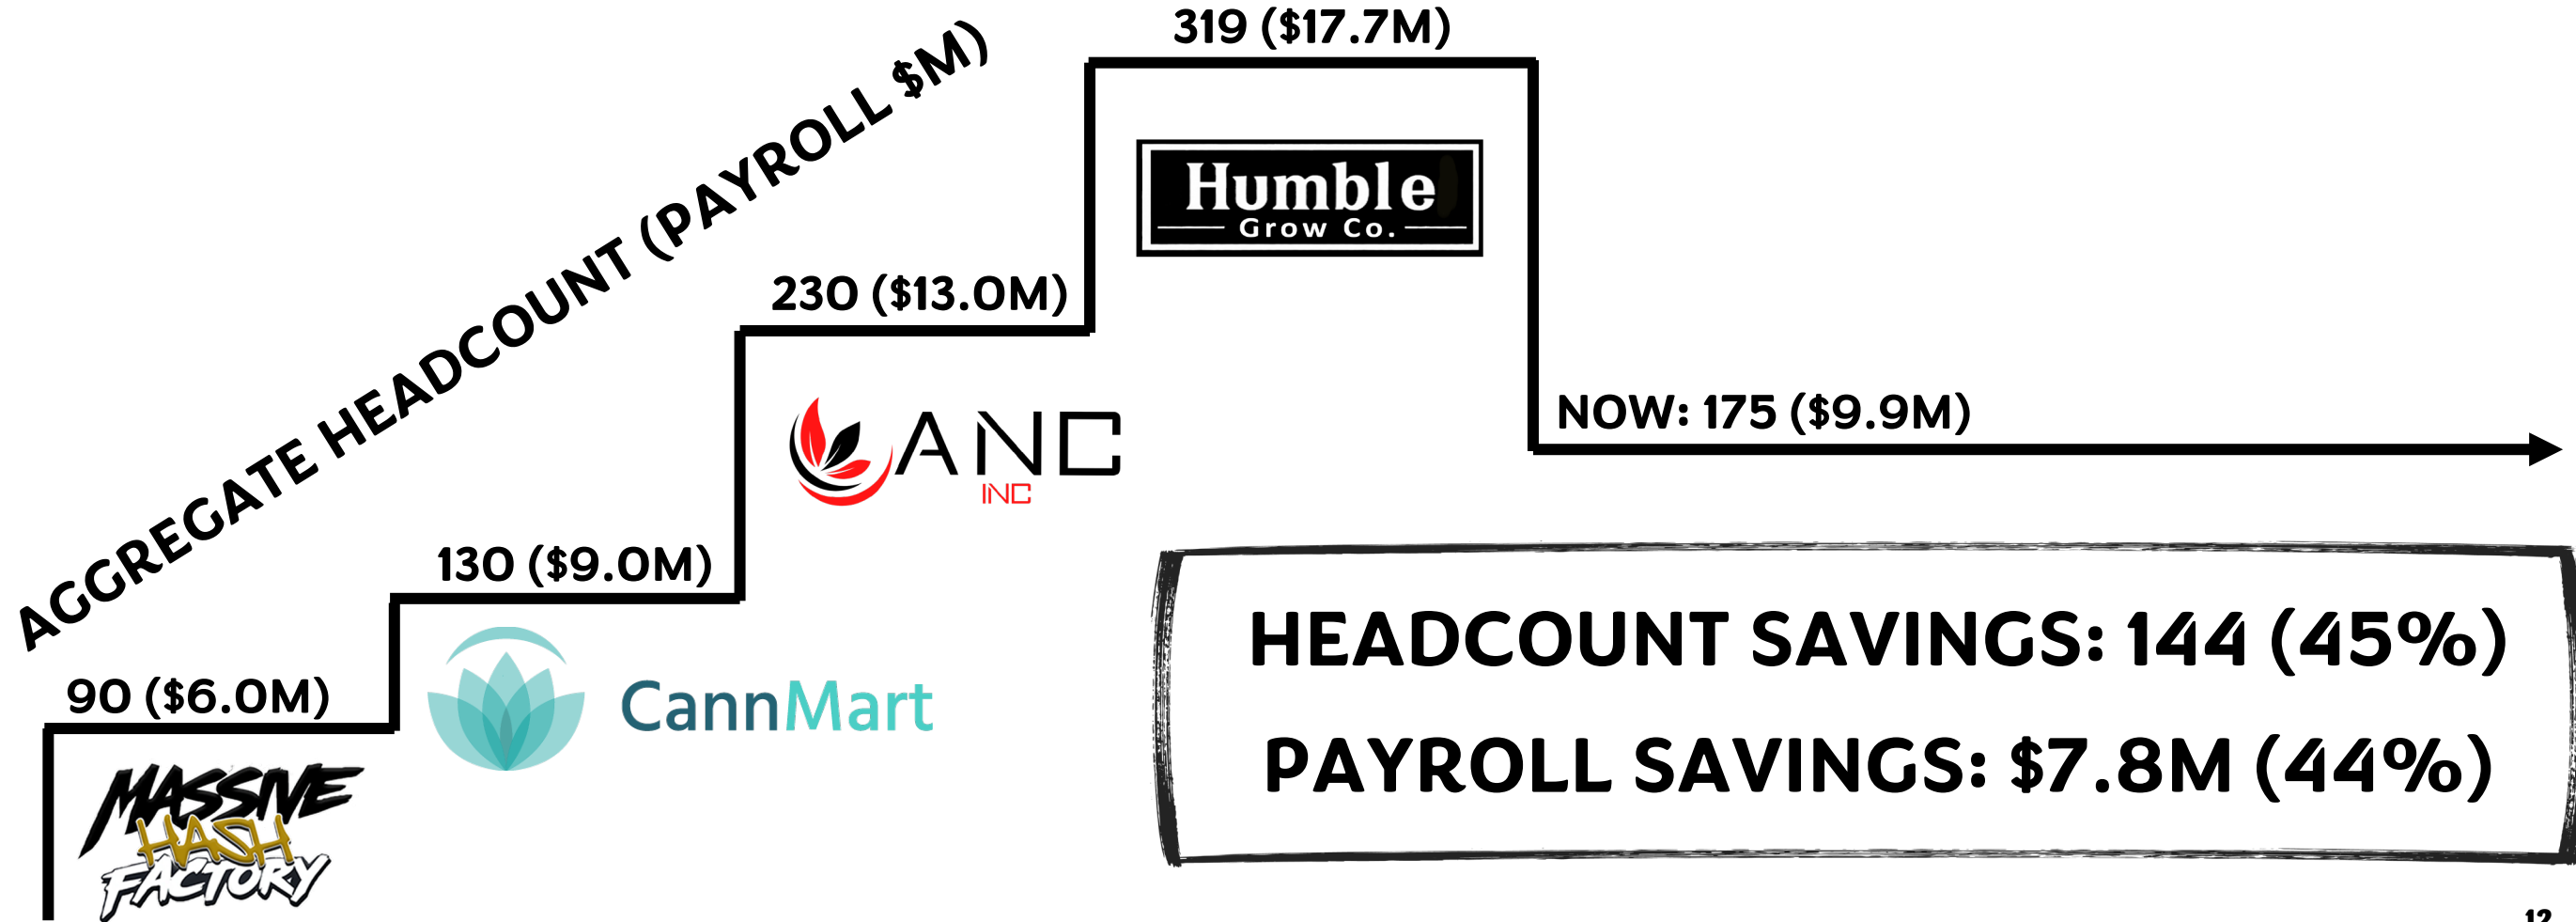 AGGREGATE HEADCOUNT (PAYROLL $M)
319 ($17.7M)
Humble
Grow Co.
230 ($13.0M)
ANC
INC
NOW: 175 ($9.9M)
130 ($9.0M)
CannMart
90 ($6.0M)
MASSIVE
HASH
FACTORY
HEADCOUNT SAVINGS: 144 (45%)
PAYROLL SAVINGS: $7.8M (44%)
12